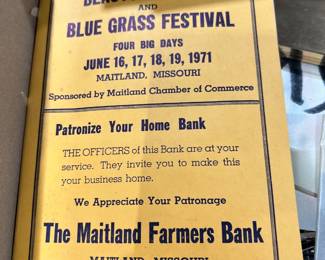 AND
BLUE GRASS FESTIVAL
FOUR BIG DAYS
JUNE 16, 17, 18, 19, 1971
MAITLAND, MISSOURI
Sponsored by Maitland Chamber of Commerce
Patronize Your Home Bank
THE OFFICERS of this Bank are at your
service. They invite you to make this
your business home.
We Appreciate Your Patronage
The Maitland Farmers Bank
MAITLAND, MISSOURI